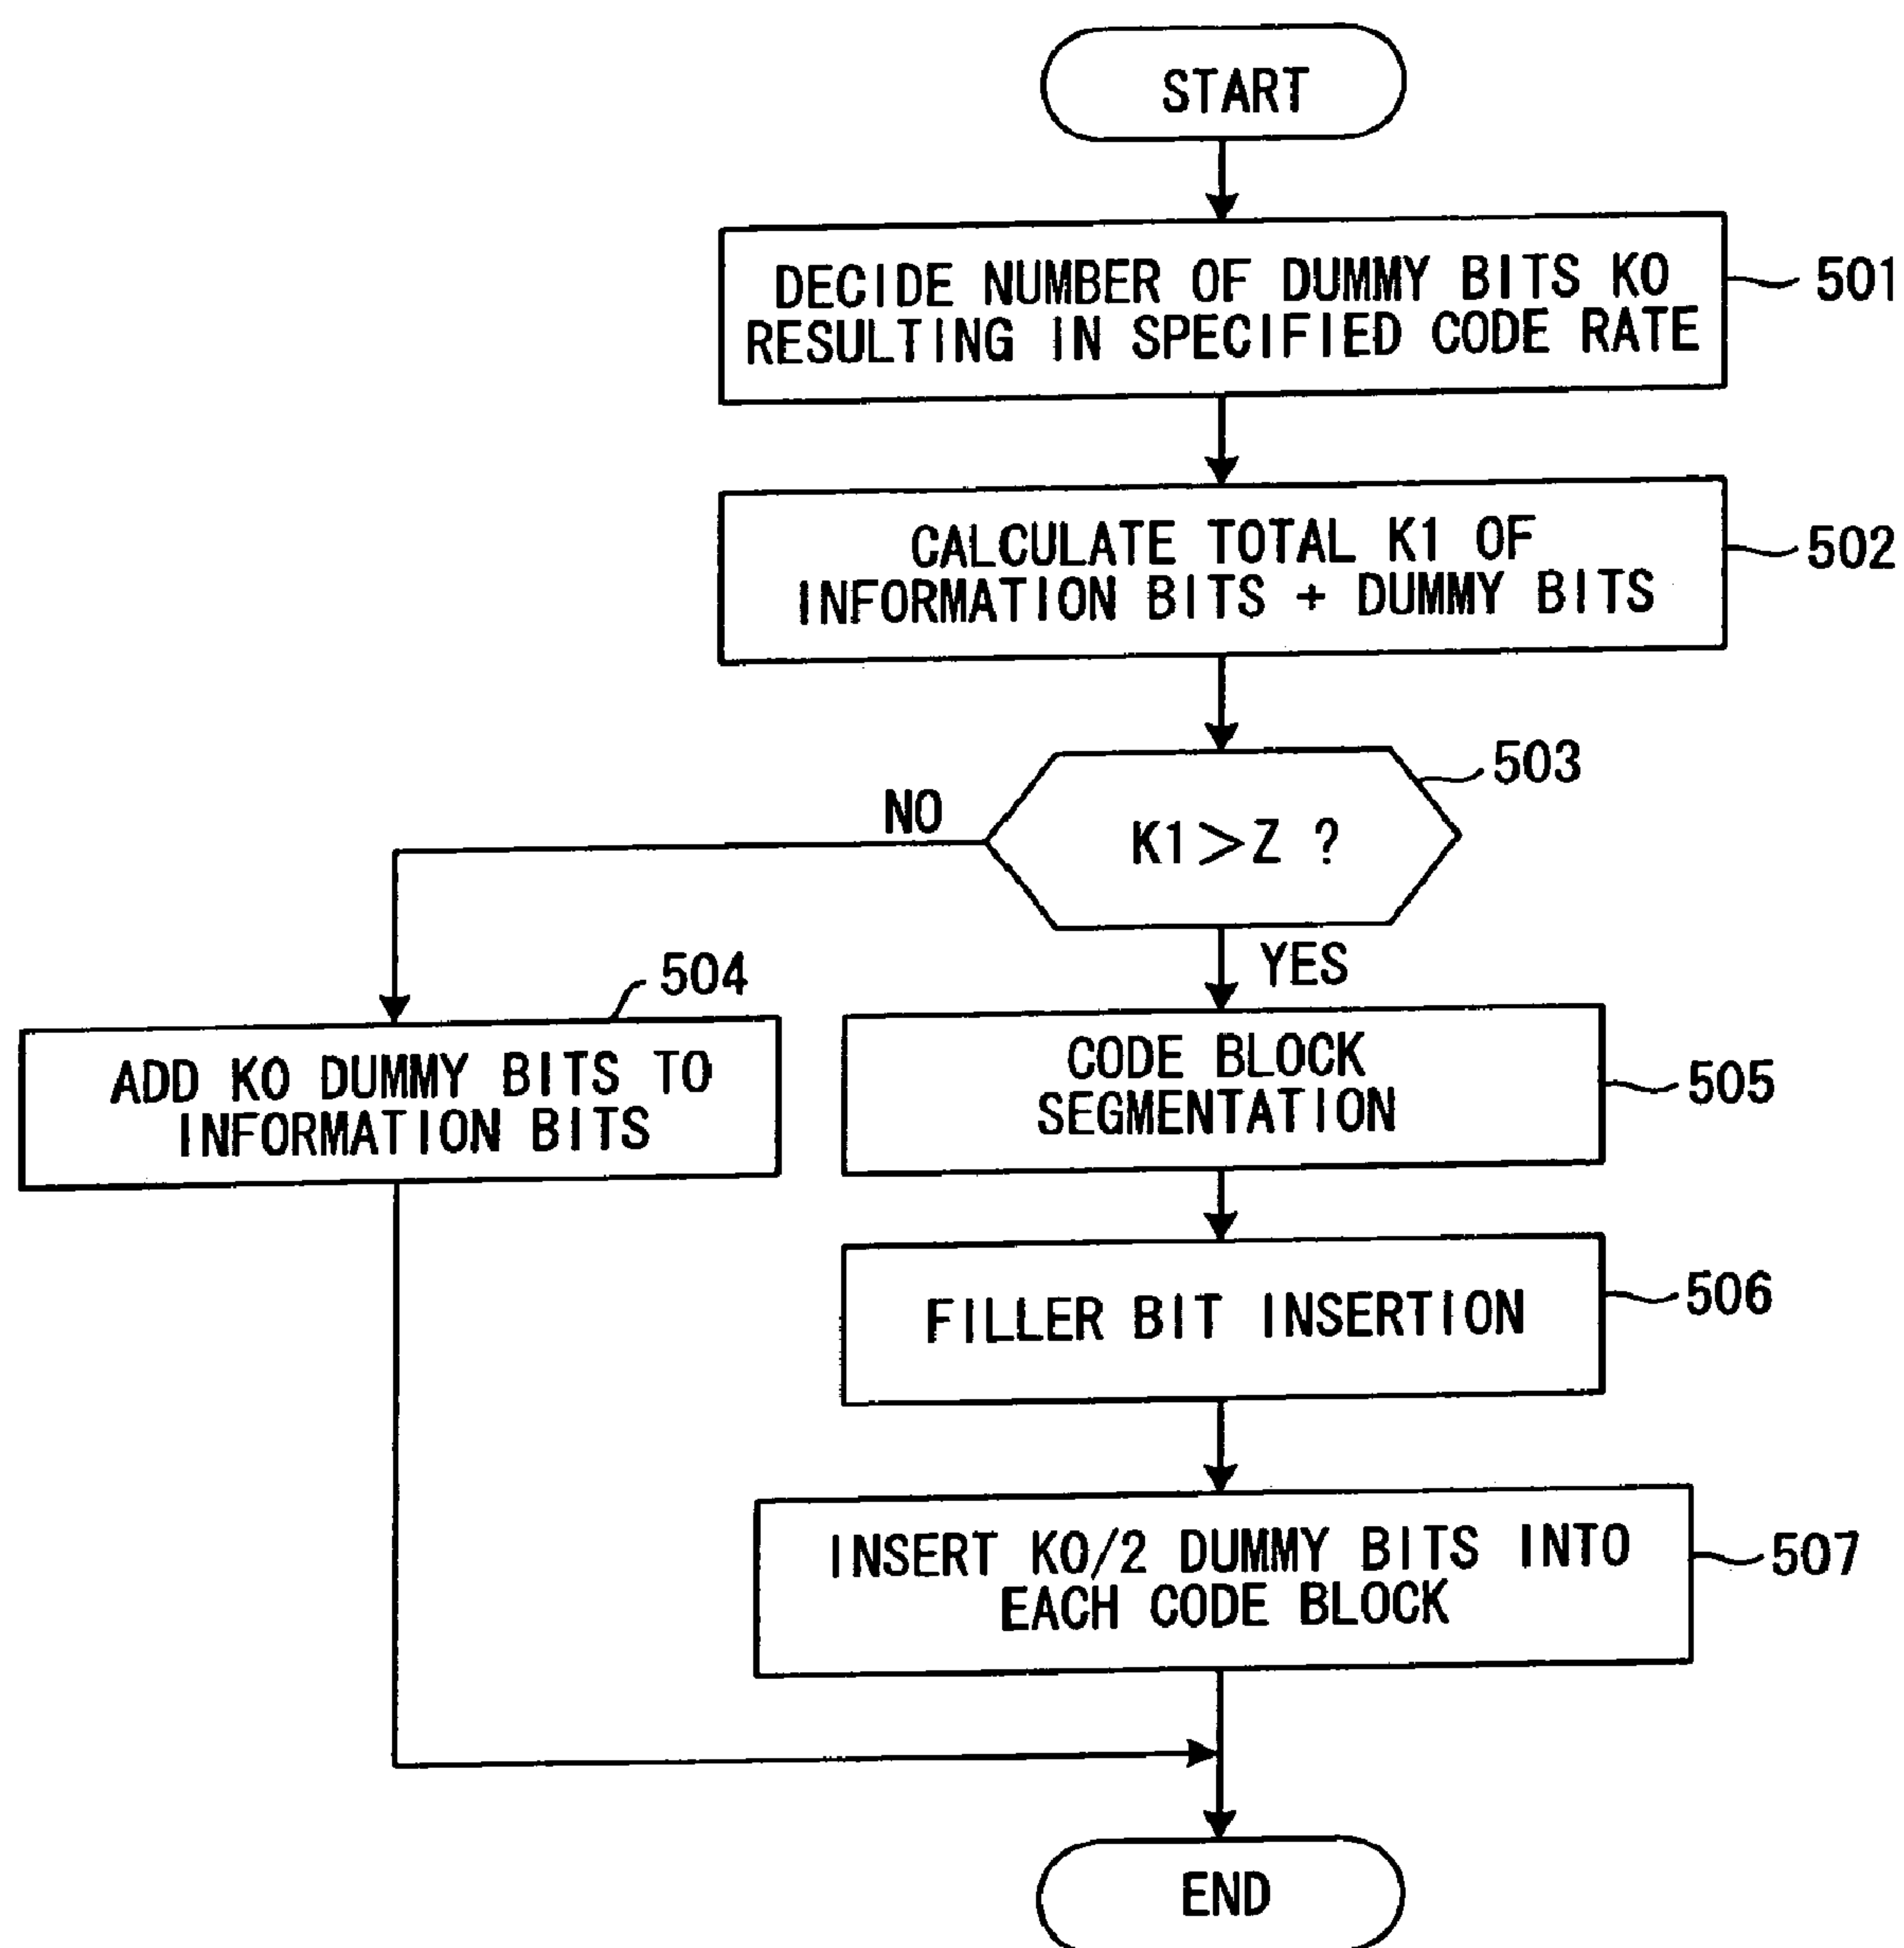 START
DECIDE NUMBER OF DUMMY BITS K0
RESULTING IN SPECIFIED CODE RATE
501
CALCULATE TOTAL K1 OF
INFORMATION BITS + DUMMY BITS
502
503
K1>Z ?
NO
YES
504
ADD K0 DUMMY BITS TO
INFORMATION BITS
CODE BLOCK
SEGMENTATION
505
FILLER BIT INSERTION
506
INSERT K0/2 DUMMY BITS INTO
EACH CODE BLOCK
507
END